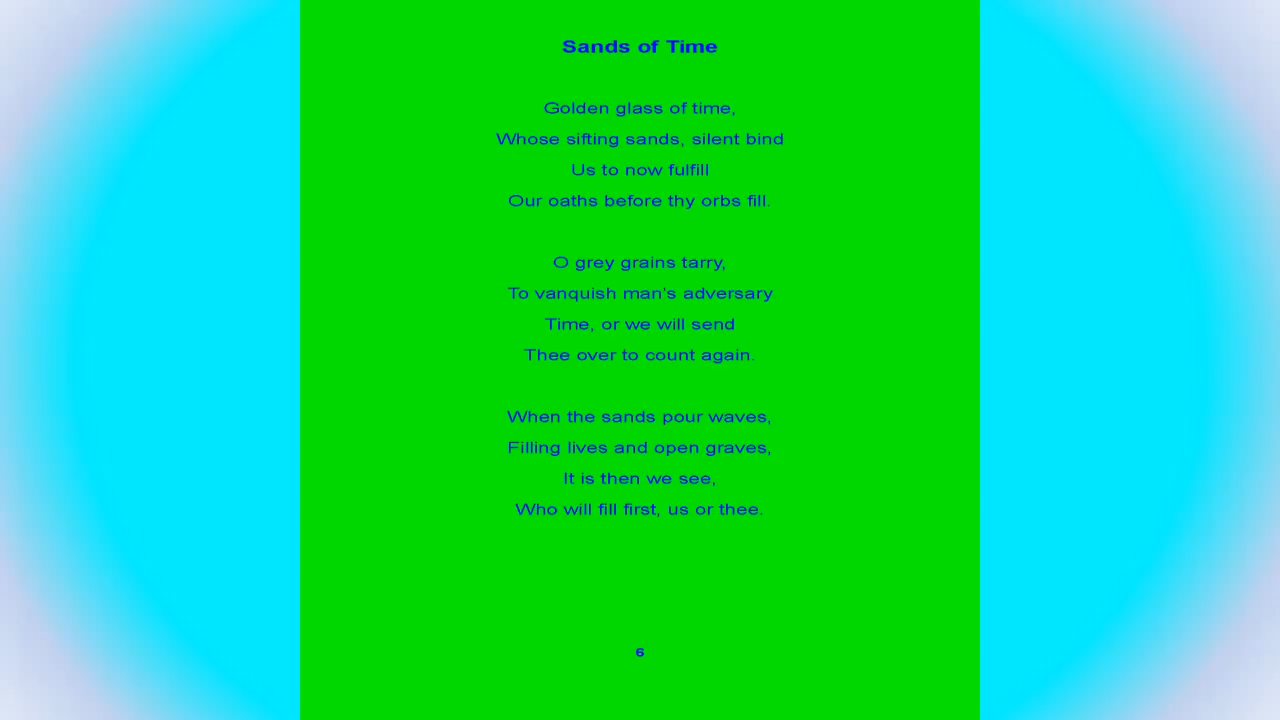 Sands of Time
Golden glass of time,
Whose sifting sands, silent bind
Us to now fulfill
Our oaths before thy orbs fill.
O grey grains tarry,
To vanquish man's adversary
Time, or we will send
Thee over to count again.
When the sands pour waves,
Filling lives and open graves,
It is then we see,
Who will fill first, us or thee.
6